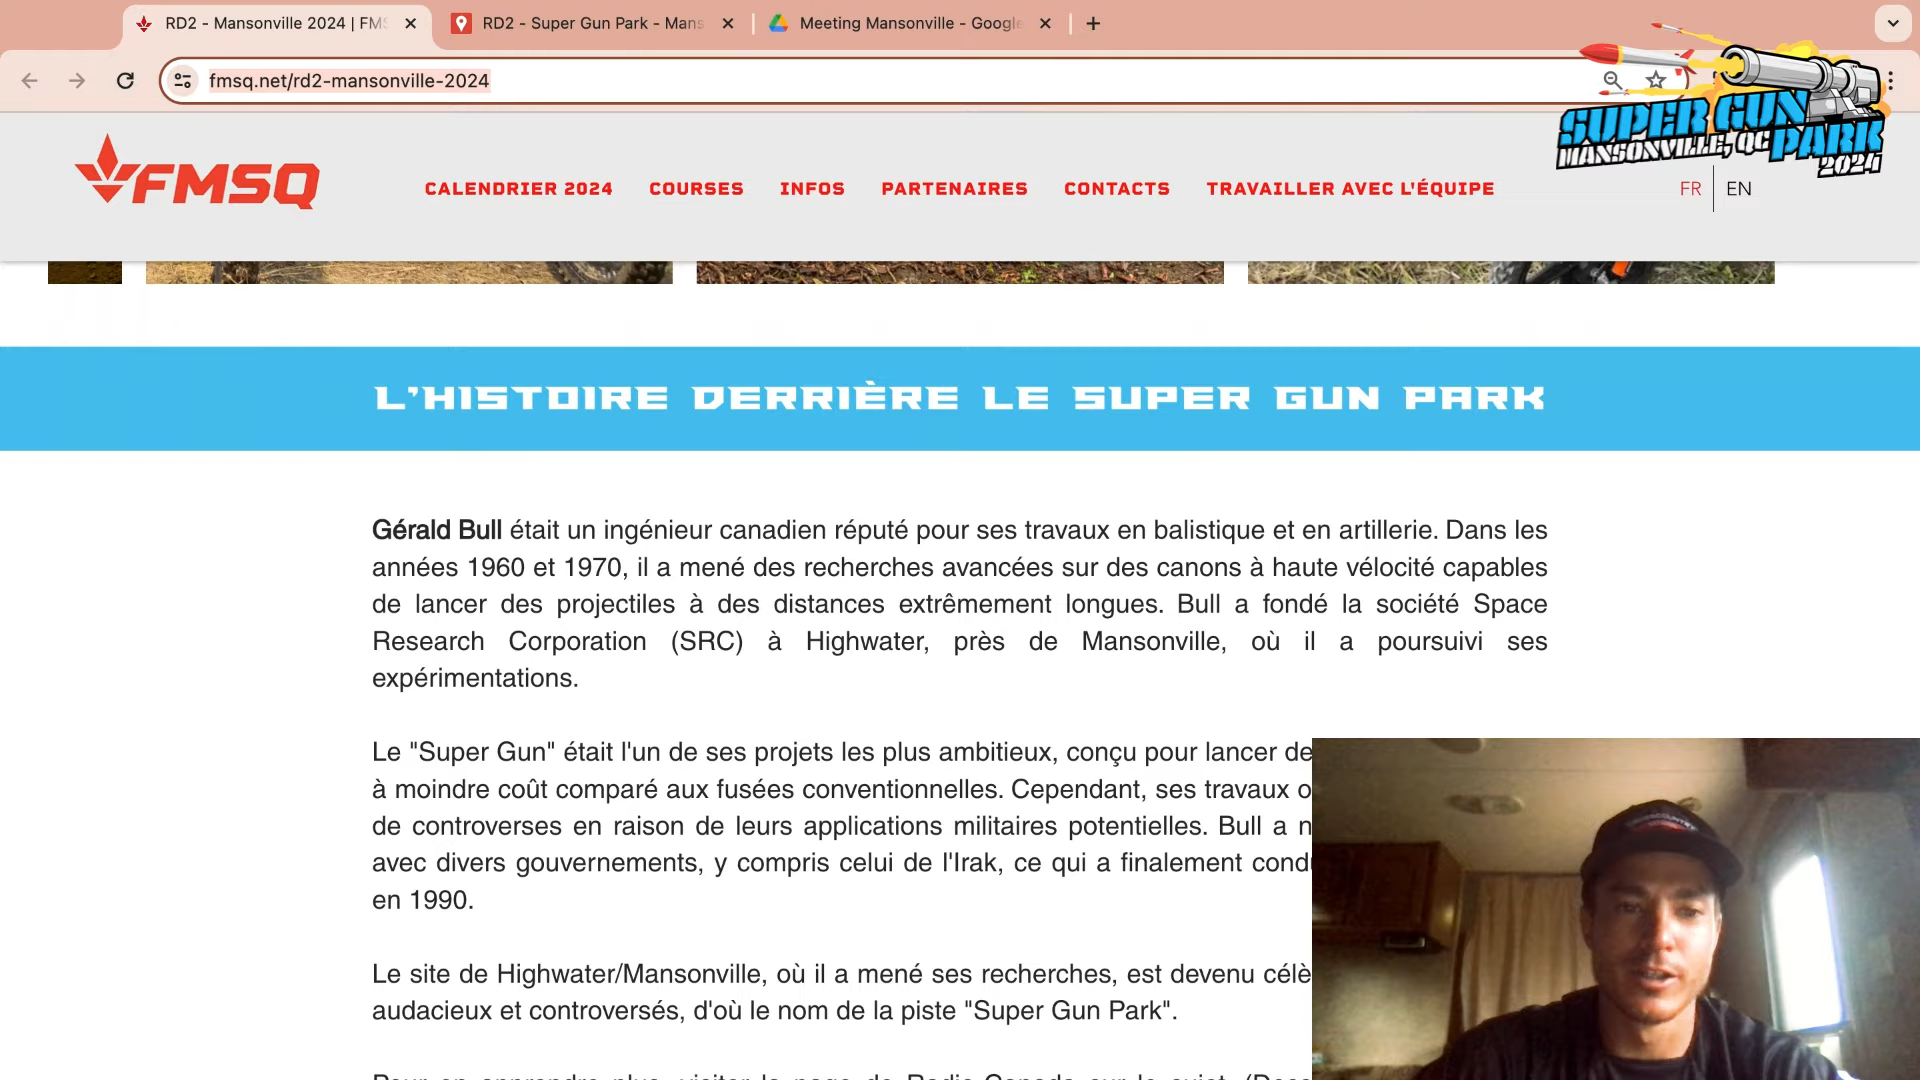 RD2 - Mansonville 2024 | FMS
RD2 - Super Gun Park - Mans
Meeting Mansonville - Google
fmsq.net/rd2-mansonville-2024
SUPER GUN PARK
MANSONVILLE, QC
2024
FMSQ
CALENDRIER 2024
COURSES
INFOS
PARTENAIRES
CONTACTS
TRAVAILLER AVEC L'ÉQUIPE
FR
EN
L'HISTOIRE DERRIÈRE LE SUPER GUN PARK
Gérald Bull était un ingénieur canadien réputé pour ses travaux en balistique et en artillerie. Dans les
années 1960 et 1970, il a mené des recherches avancées sur des canons à haute vélocité capables
de lancer des projectiles à des distances extrêmement longues. Bull a fondé la société Space
Research Corporation (SRC) à Highwater, près de Mansonville, où il a poursuivi ses
expérimentations.
Le "Super Gun" était l'un de ses projets les plus ambitieux, conçu pour lancer de
à moindre coût comparé aux fusées conventionnelles. Cependant, ses travaux o
de controverses en raison de leurs applications militaires potentielles. Bull a n
avec divers gouvernements, y compris celui de l'Irak, ce qui a finalement cond
en 1990.
Le site de Highwater/Mansonville, où il a mené ses recherches, est devenu célè
audacieux et controversés, d'où le nom de la piste "Super Gun Park".